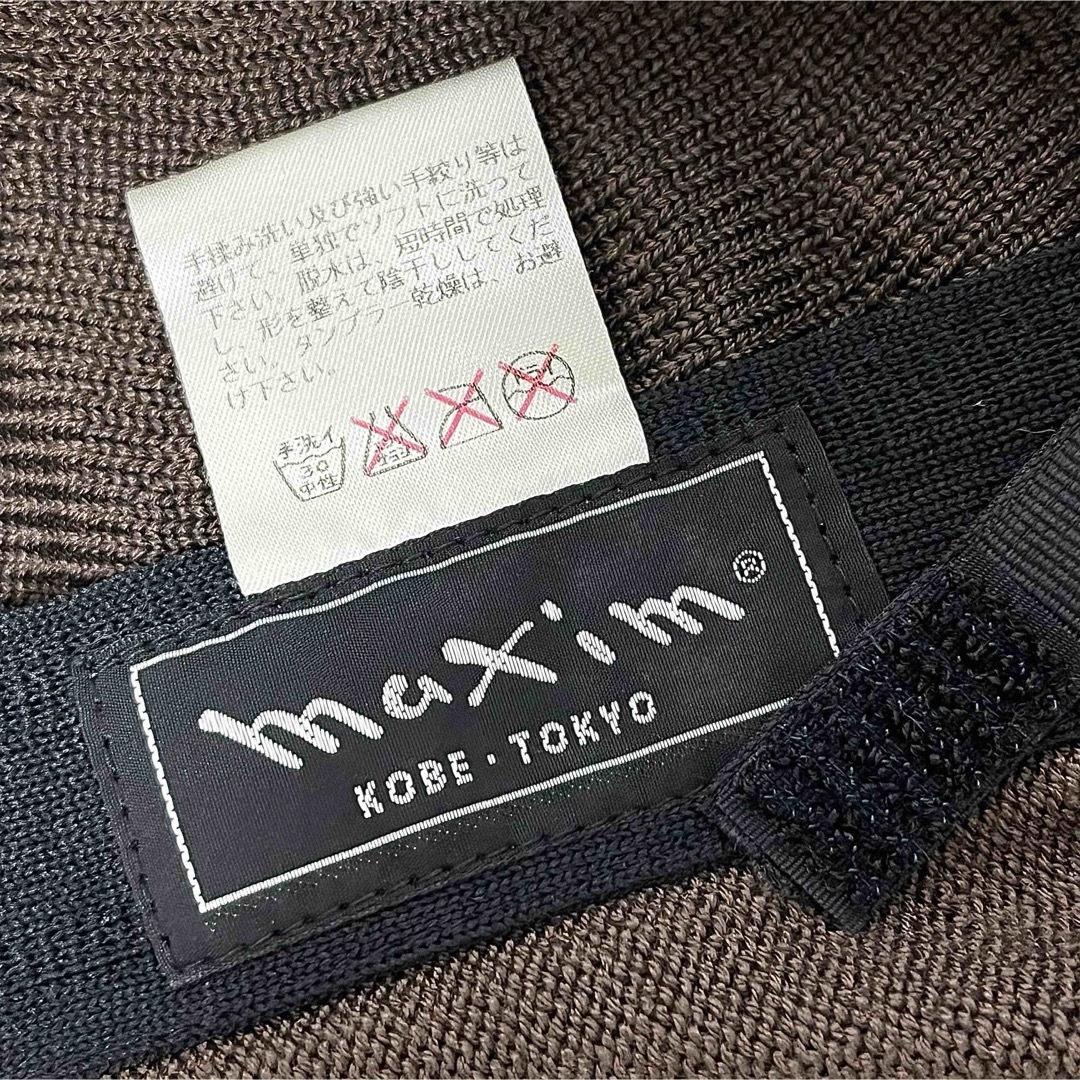 手揉み洗い及び強い手絞り等は
避けて、単独でソフトに洗って
下さい。脱水は、短時間で処理
し、形を整えて陰干ししてくだ
さい。タンブラー乾燥は、お避
け下さい。
手洗イ
30
中性
maxim®
KOBE・TOKYO